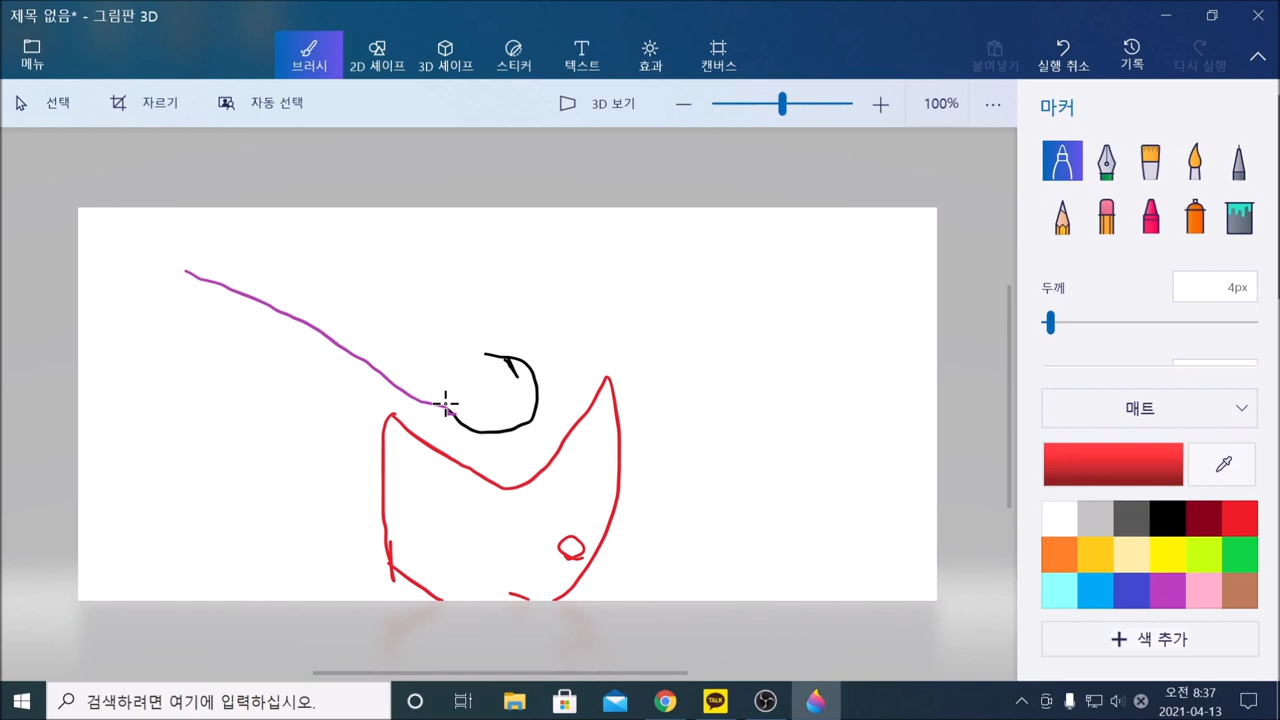 제목 없음* - 그림판 3D
메뉴
브러시
2D 셰이프
3D 셰이프
스티커
텍스트
효과
캔버스
붙여넣기
실행 취소
기록
다시 실행
선택
자르기
자동 선택
3D 보기
100%
마커
두께
4px
매트
색 추가
검색하려면 여기에 입력하십시오.
TALK
오전 8:37
2021-04-13